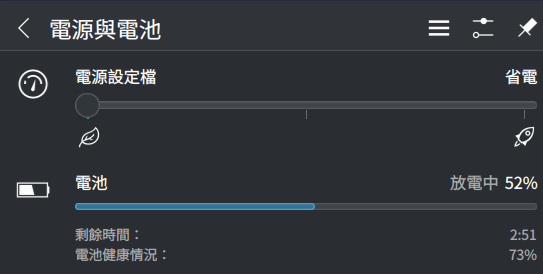 電源與電池
電源設定檔 省電
電池 放電中 52%
剩餘時間： 2:51
電池健康情況： 73%